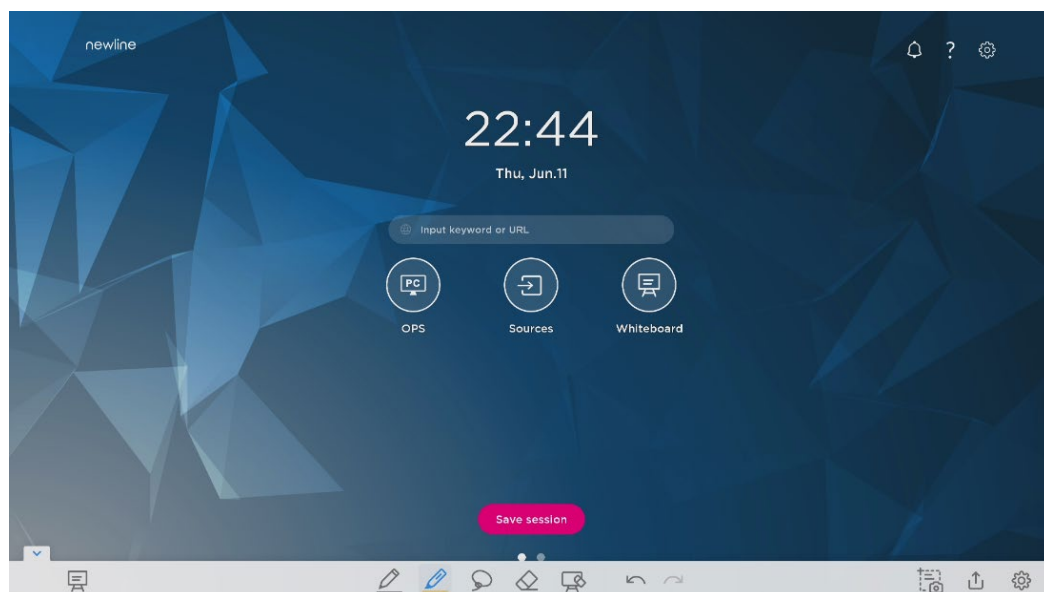 newline
?
22:44
Thu, Jun.11
Input keyword or URL
PC
OPS
Sources
Whiteboard
Save session